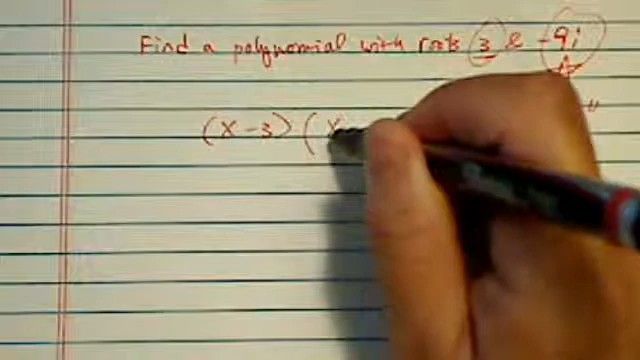 Find a polynomial with roots 3 & -9i
(x-3)(x